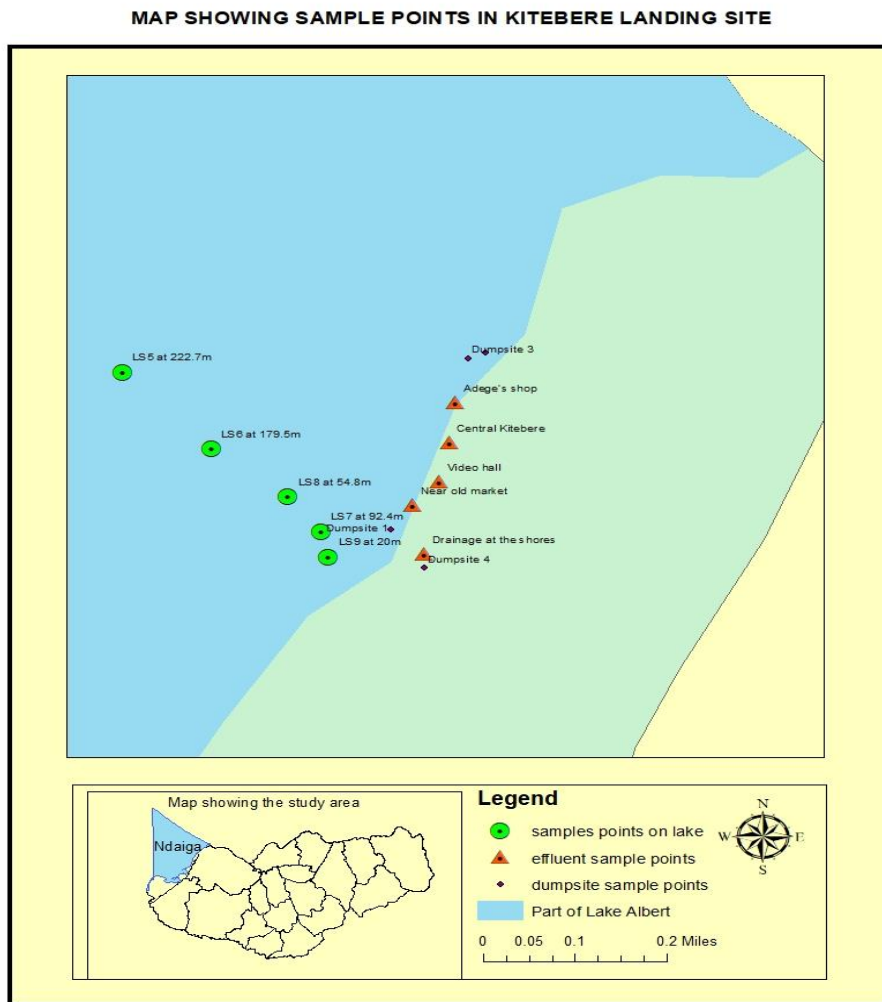 MAP SHOWING SAMPLE POINTS IN KITEBERE LANDING SITE
Dumpsite 3
LS5 at 222.7m
Adege's shop
Central Kitebere
LS6 at 179.5m
Video hall
LS8 at 54.8m
Near old market
LS7 at 92.4m
Dumpsite 1
LS9 at 20m
Drainage at the shores
Dumpsite 4
Map showing the study area
Ndaiga
Legend
samples points on lake
effluent sample points
dumpsite sample points
Part of Lake Albert
N
W E
S
0 0.05 0.1 0.2 Miles